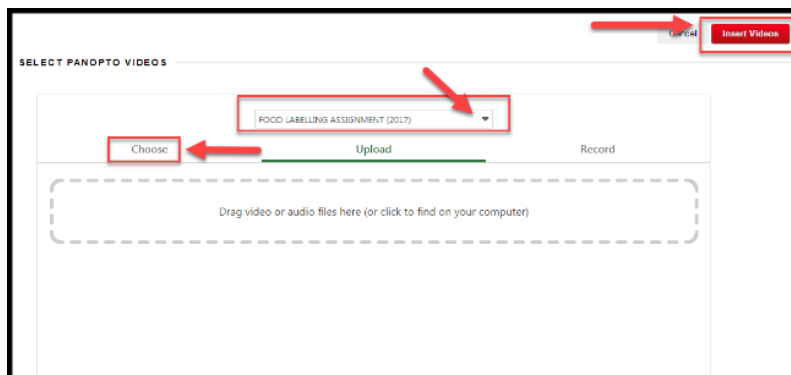 Cancel Insert Videos
SELECT PANOPTO VIDEOS
FOOD LABELLING ASSIGNMENT (2017)
Choose Upload Record
Drag video or audio files here (or click to find on your computer)